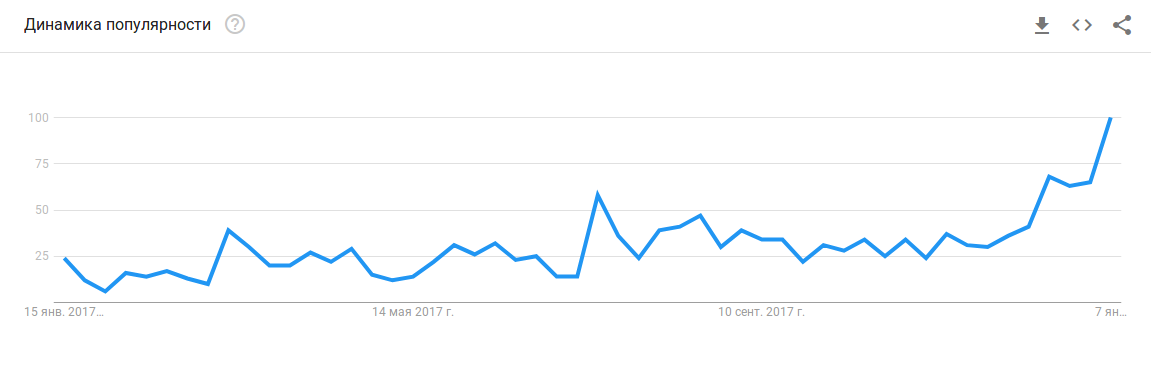 Динамика популярности ?
100
75
50
25
15 янв. 2017…
14 мая 2017 г.
10 сент. 2017 г.
7 ян…